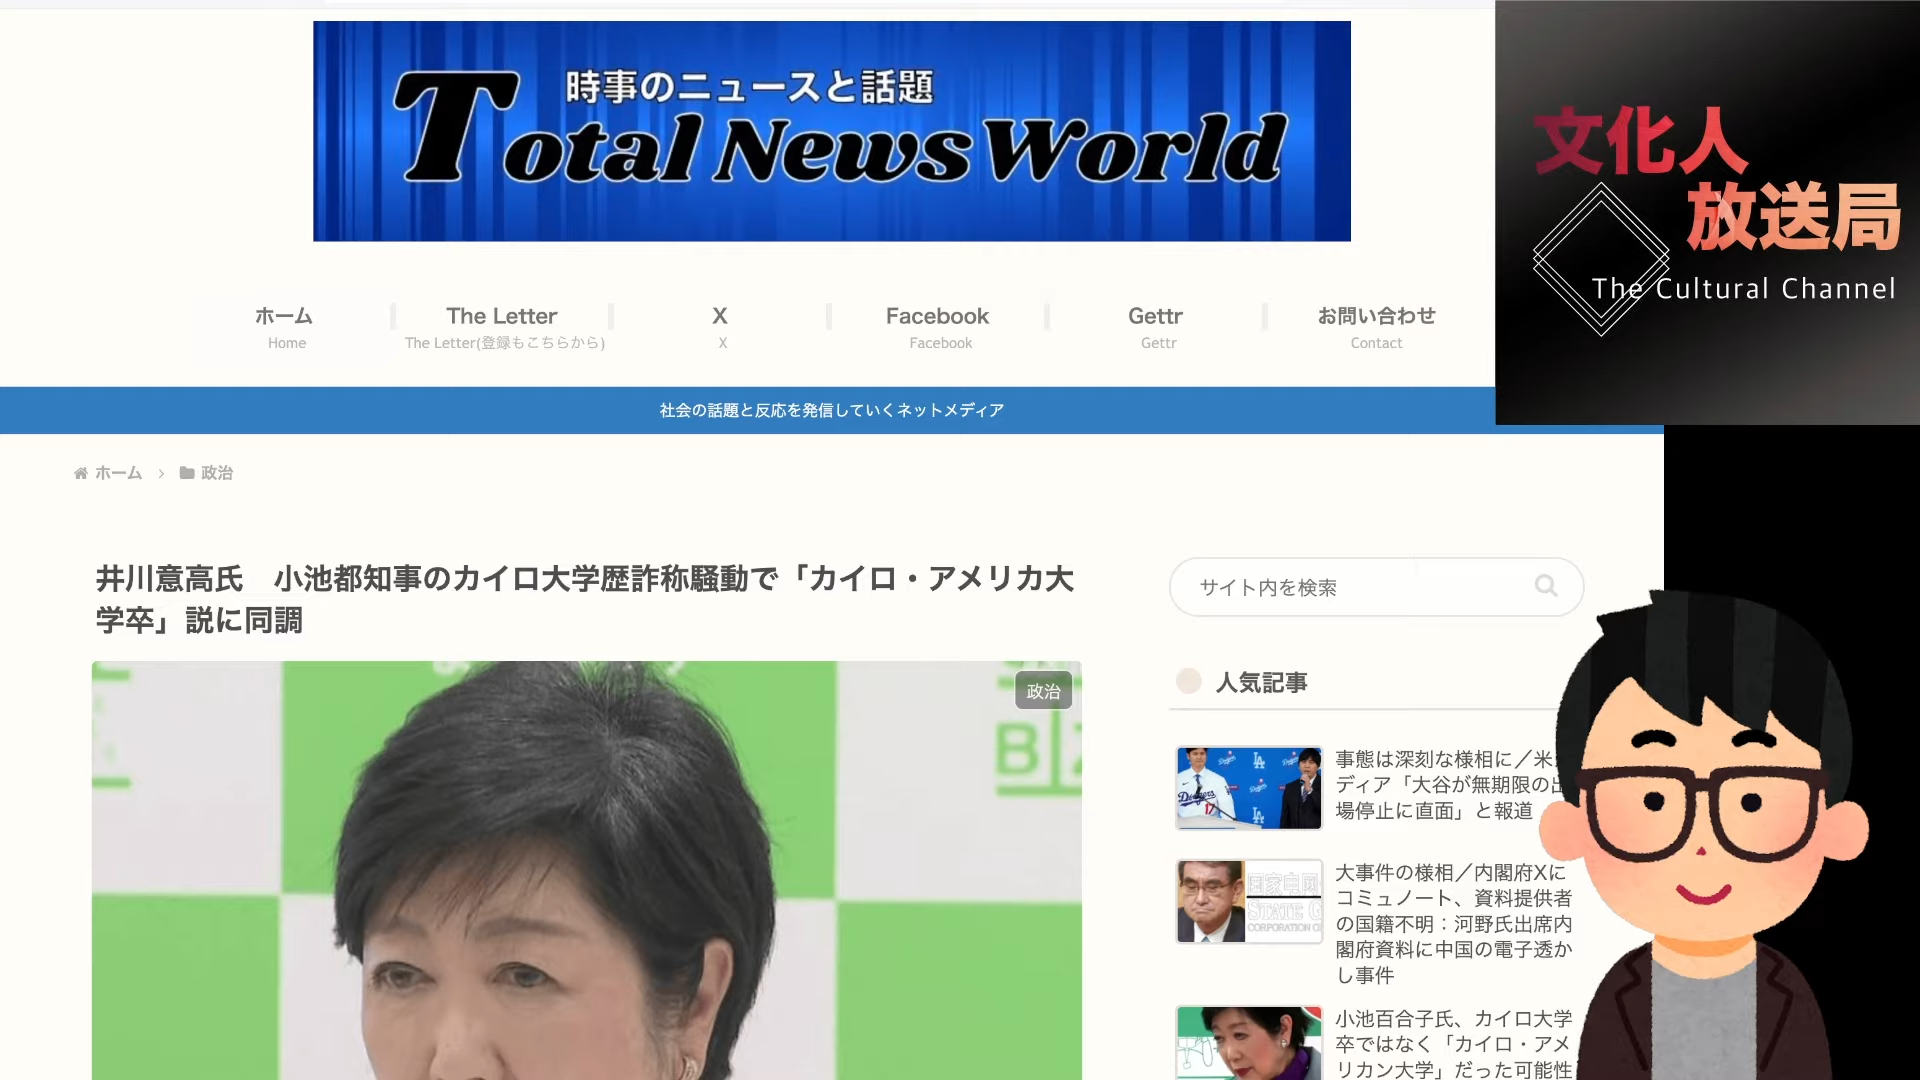 時事のニュースと話題
Total News World
文化人
放送局
The Cultural Channel
ホーム
Home
The Letter
The Letter(登録もこちらから)
X
X
Facebook
Facebook
Gettr
Gettr
お問い合わせ
Contact
社会の話題と反応を発信していくネットメディア
ホーム
政治
井川意高氏　小池都知事のカイロ大学歴詐称騒動で「カイロ・アメリカ大
学卒」説に同調
政治
サイト内を検索
人気記事
事態は深刻な様相に／米
ディア「大谷が無期限の出
場停止に直面」と報道
大事件の様相／内閣府Xに
コミュノート、資料提供者
の国籍不明：河野氏出席内
閣府資料に中国の電子透か
し事件
小池百合子氏、カイロ大学
卒ではなく「カイロ・アメ
リカン大学」だった可能性